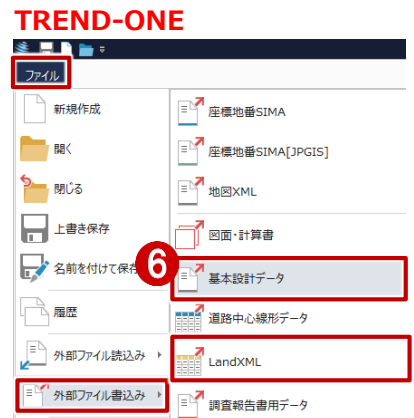 TREND-ONE
ファイル
新規作成
開く
閉じる
上書き保存
名前を付けて保存
履歴
外部ファイル読込み
外部ファイル書込み
座標地番SIMA
座標地番SIMA[JPGIS]
地図XML
図面・計算書
6
基本設計データ
道路中心線形データ
LandXML
調査報告書用データ